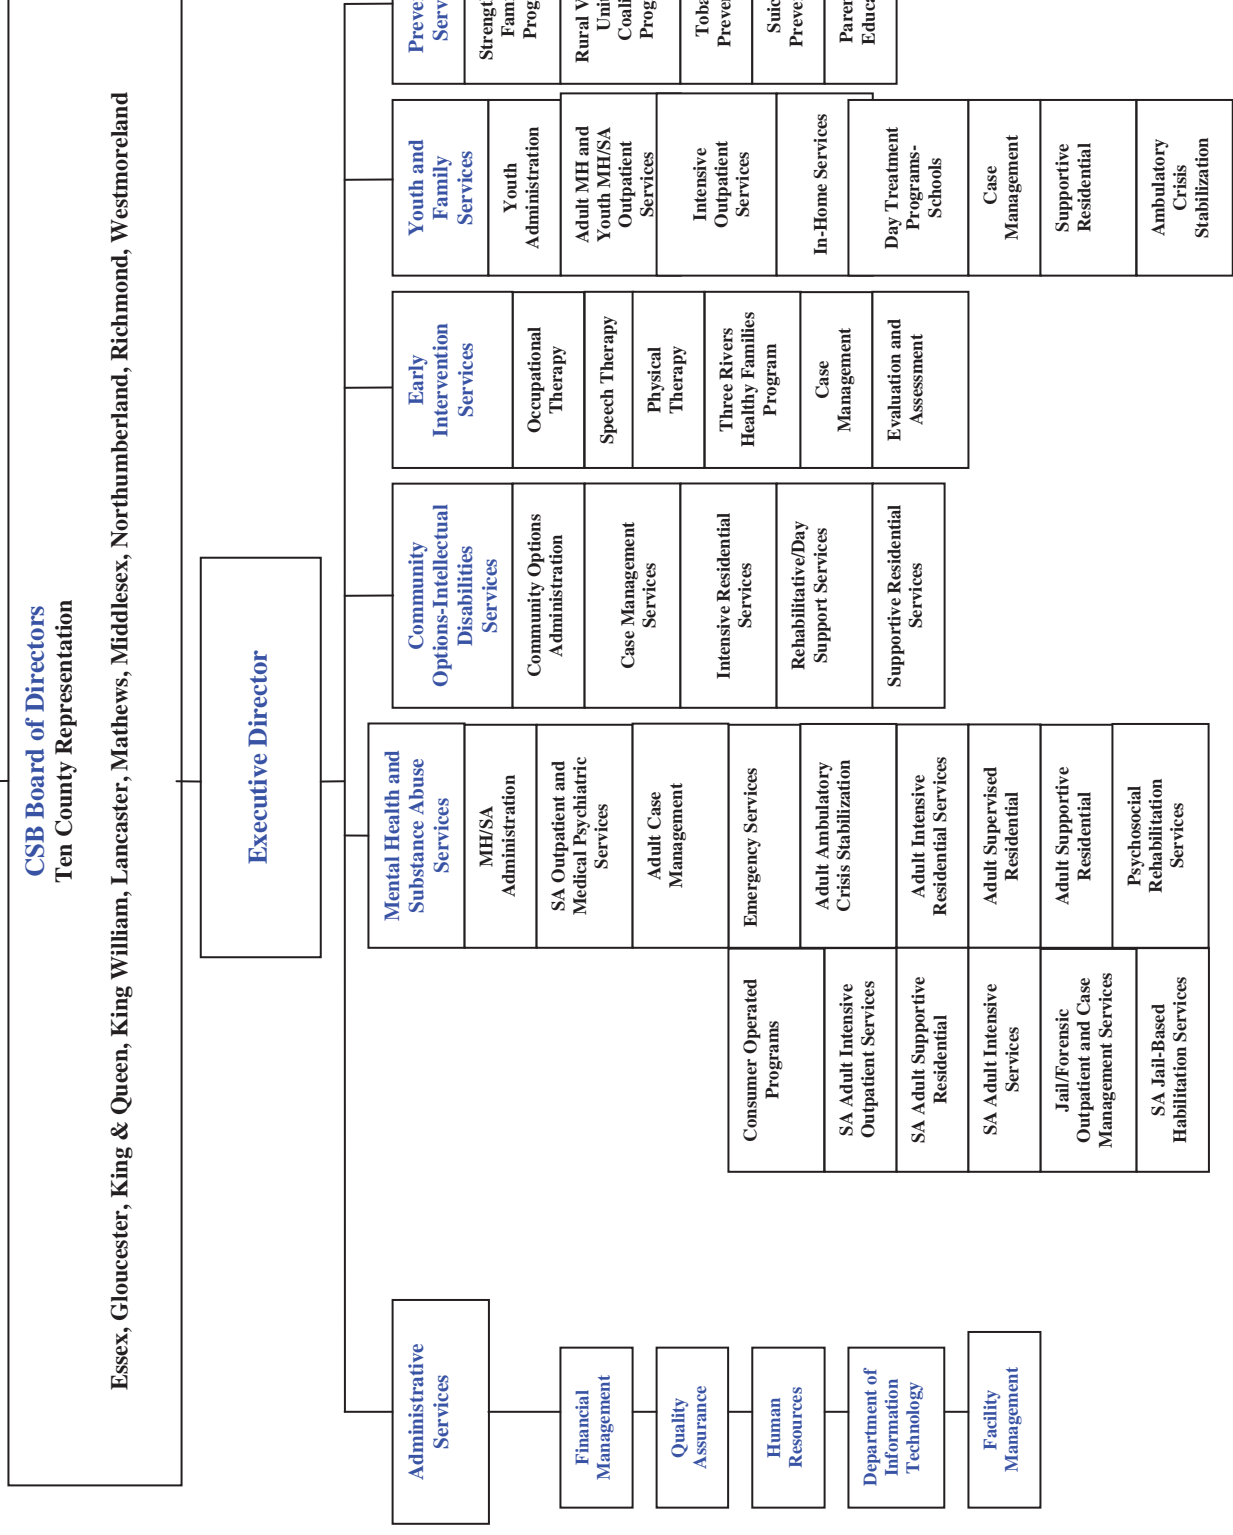 CSB Board of Directors
Ten County Representation
Essex, Gloucester, King & Queen, King William, Lancaster, Mathews, Middlesex, Northumberland, Richmond, Westmoreland
Executive Director
Administrative
Services
Financial
Management
Quality
Assurance
Human
Resources
Department of
Information
Technology
Facility
Management
Mental Health and
Substance Abuse
Services
MH/SA
Administration
SA Outpatient and
Medical Psychiatric
Services
Adult Case
Management
Emergency Services
Adult Ambulatory
Crisis Stabilization
Adult Intensive
Residential Services
Adult Supervised
Residential
Adult Supportive
Residential
Psychosocial
Rehabilitation
Services
Consumer Operated
Programs
SA Adult Intensive
Outpatient Services
SA Adult Supportive
Residential
SA Adult Intensive
Services
Jail/Forensic
Outpatient and Case
Management Services
SA Jail-Based
Habilitation Services
Community
Options-Intellectual
Disabilities
Services
Community Options
Administration
Case Management
Services
Intensive Residential
Services
Rehabilitative/Day
Support Services
Supportive Residential
Services
Early
Intervention
Services
Occupational
Therapy
Speech Therapy
Physical
Therapy
Three Rivers
Healthy Families
Program
Case
Management
Evaluation and
Assessment
Youth and
Family
Services
Youth
Administration
Adult MH and
Youth MH/SA
Outpatient
Services
Intensive
Outpatient
Services
In-Home Services
Day Treatment
Programs-
Schools
Case
Management
Supportive
Residential
Ambulatory
Crisis
Stabilization
Rural